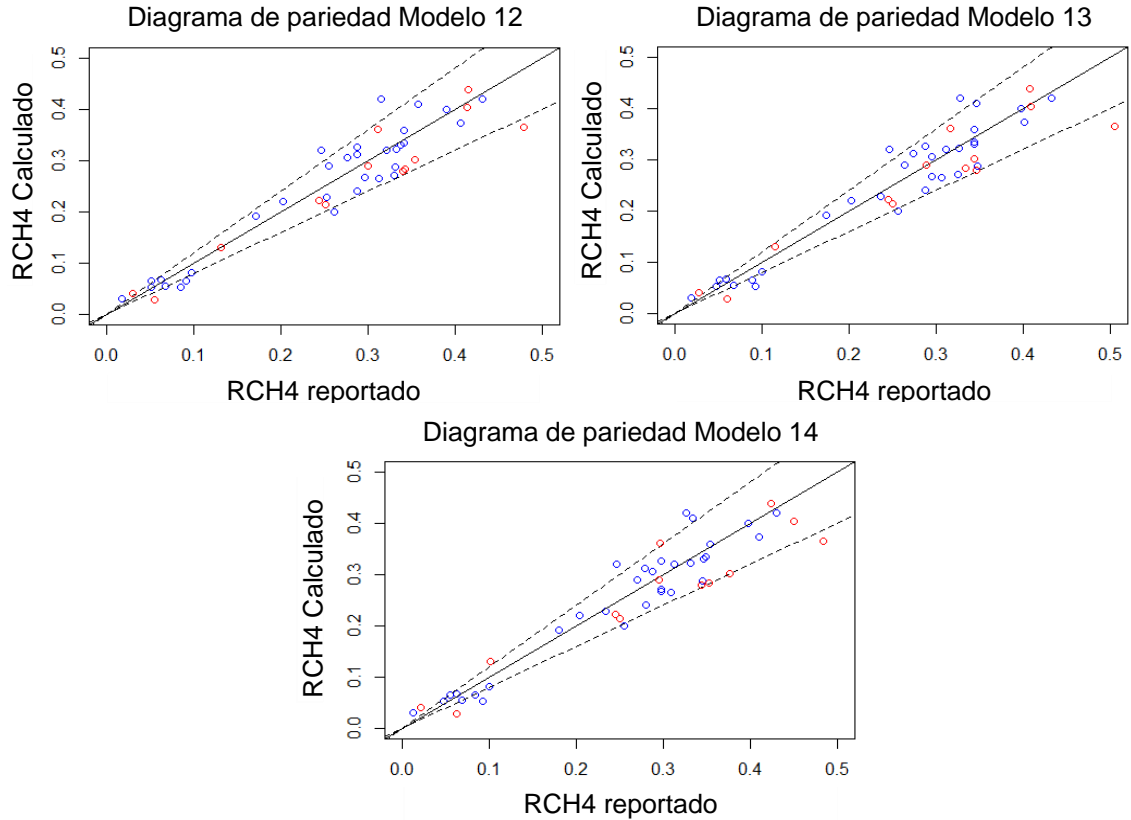 Diagrama de pariedad Modelo 12
RCH4 Calculado
0.5
0.4
0.3
0.2
0.1
0.0
0.0 0.1 0.2 0.3 0.4 0.5
RCH4 reportado
Diagrama de pariedad Modelo 13
RCH4 Calculado
0.5
0.4
0.3
0.2
0.1
0.0
0.0 0.1 0.2 0.3 0.4 0.5
RCH4 reportado
Diagrama de pariedad Modelo 14
RCH4 Calculado
0.5
0.4
0.3
0.2
0.1
0.0
0.0 0.1 0.2 0.3 0.4 0.5
RCH4 reportado